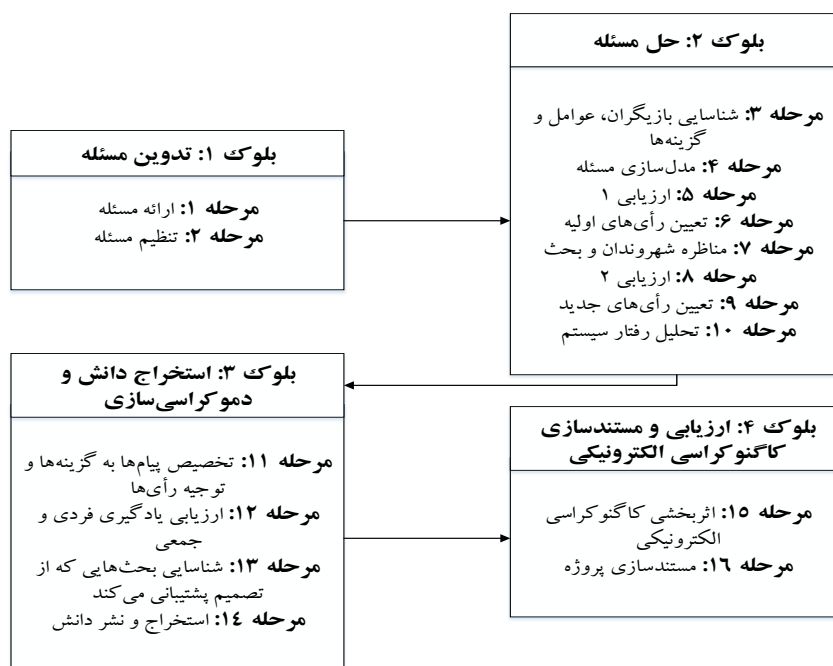 بلوک ۱: تدوین مسئله
مرحله ۱: ارائه مسئله
مرحله ۲: تنظیم مسئله
بلوک ۲: حل مسئله
مرحله ۳: شناسایی بازیگران، عوامل و
گزینه‌ها
مرحله ۴: مدل‌سازی مسئله
مرحله ۵: ارزیابی ۱
مرحله ۶: تعیین رأی‌های اولیه
مرحله ۷: مناظره شهروندان و بحث
مرحله ۸: ارزیابی ۲
مرحله ۹: تعیین رأی‌های جدید
مرحله ۱۰: تحلیل رفتار سیستم
بلوک ۳: استخراج دانش و
دموکراسی‌سازی
مرحله ۱۱: تخصیص پیام‌ها به گزینه‌ها و
توجیه رأی‌ها
مرحله ۱۲: ارزیابی یادگیری فردی و
جمعی
مرحله ۱۳: شناسایی بحث‌هایی که از
تصمیم پشتیبانی می‌کند
مرحله ۱٤: استخراج و نشر دانش
بلوک ۴: ارزیابی و مستندسازی
کاگنوکراسی الکترونیکی
مرحله ۱۵: اثربخشی کاگنوکراسی
الکترونیکی
مرحله ۱٦: مستندسازی پروژه